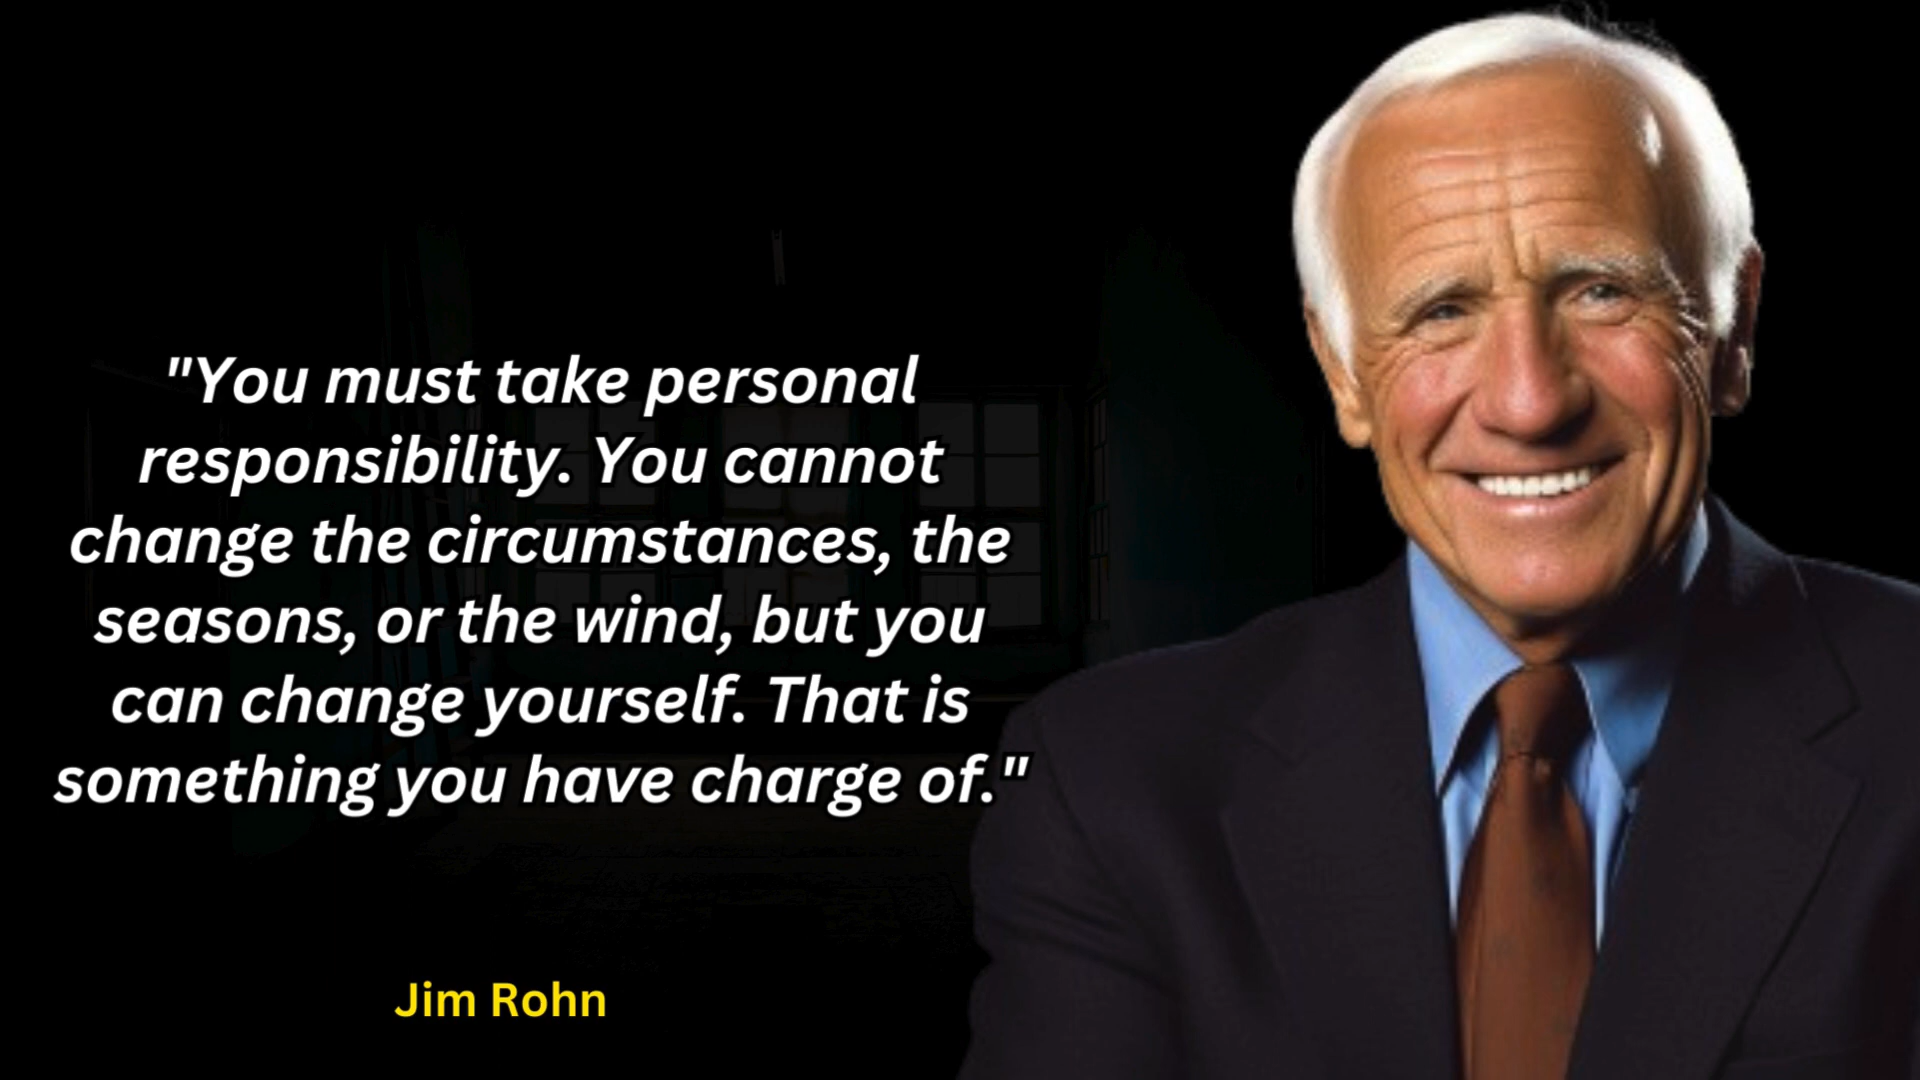 "You must take personal
responsibility. You cannot
change the circumstances, the
seasons, or the wind, but you
can change yourself. That is
something you have charge of."
Jim Rohn